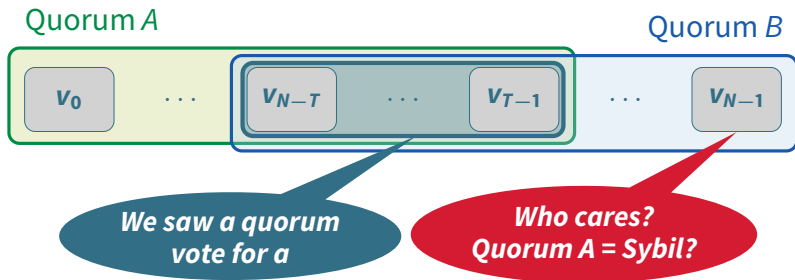 Quorum A
Quorum B
v0 · · · vN−T · · · vT−1 · · · vN−1
We saw a quorum
vote for a
Who cares?
Quorum A = Sybil?